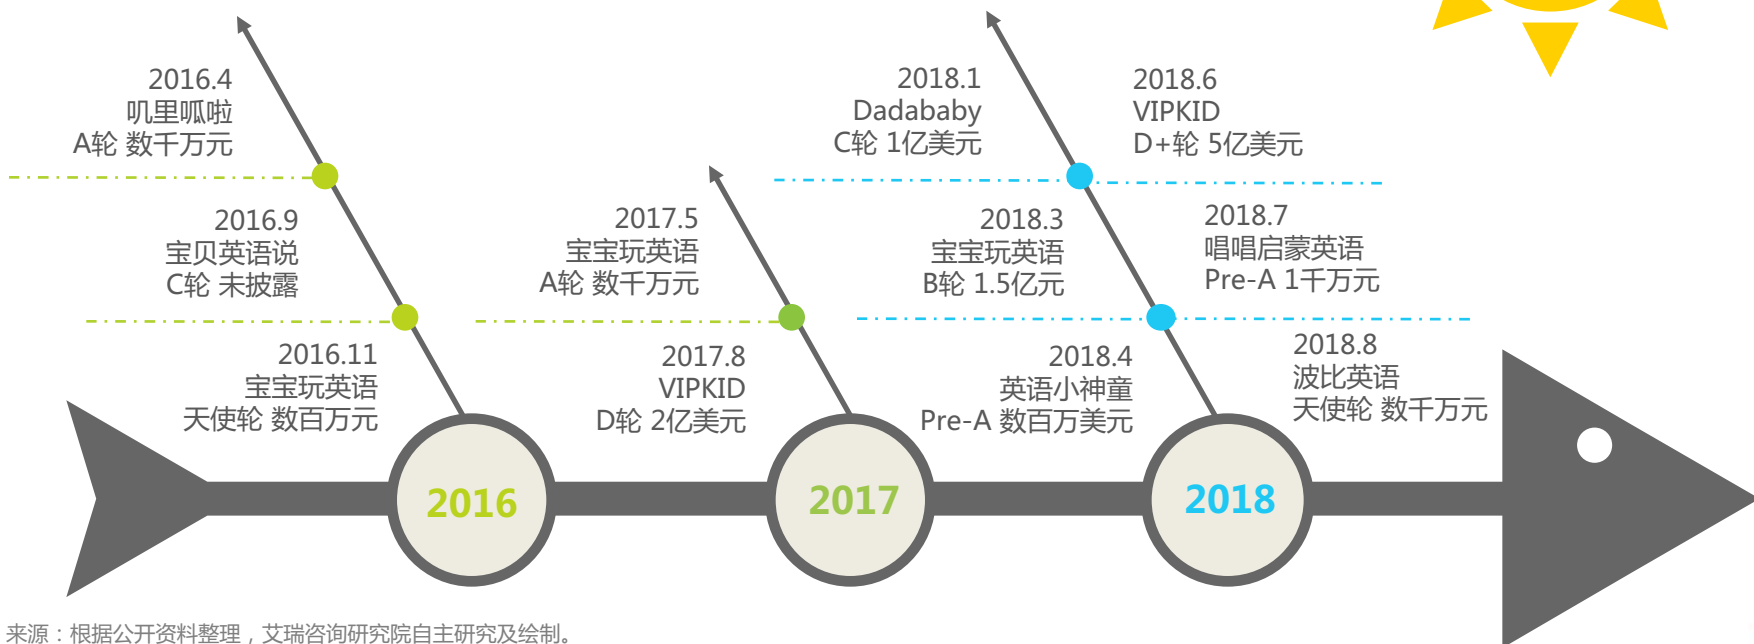 2016.4
叽里呱啦
A轮 数千万元
2016.9
宝贝英语说
C轮 未披露
2016.11
宝宝玩英语
天使轮 数百万元
2016
2017.5
宝宝玩英语
A轮 数千万元
2017.8
VIPKID
D轮 2亿美元
2017
2018.1
Dadababy
C轮 1亿美元
2018.3
宝宝玩英语
B轮 1.5亿元
2018.4
英语小神童
Pre-A 数百万美元
2018.6
VIPKID
D+轮 5亿美元
2018.7
唱唱启蒙英语
Pre-A 1千万元
2018.8
波比英语
天使轮 数千万元
2018
来源：根据公开资料整理，艾瑞咨询研究院自主研究及绘制。